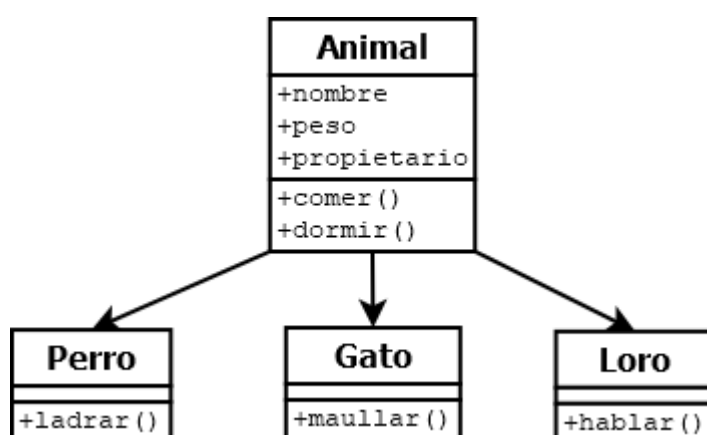 Animal
+nombre
+peso
+propietario
+comer()
+dormir()
Perro
+ladrar()
Gato
+maullar()
Loro
+hablar()